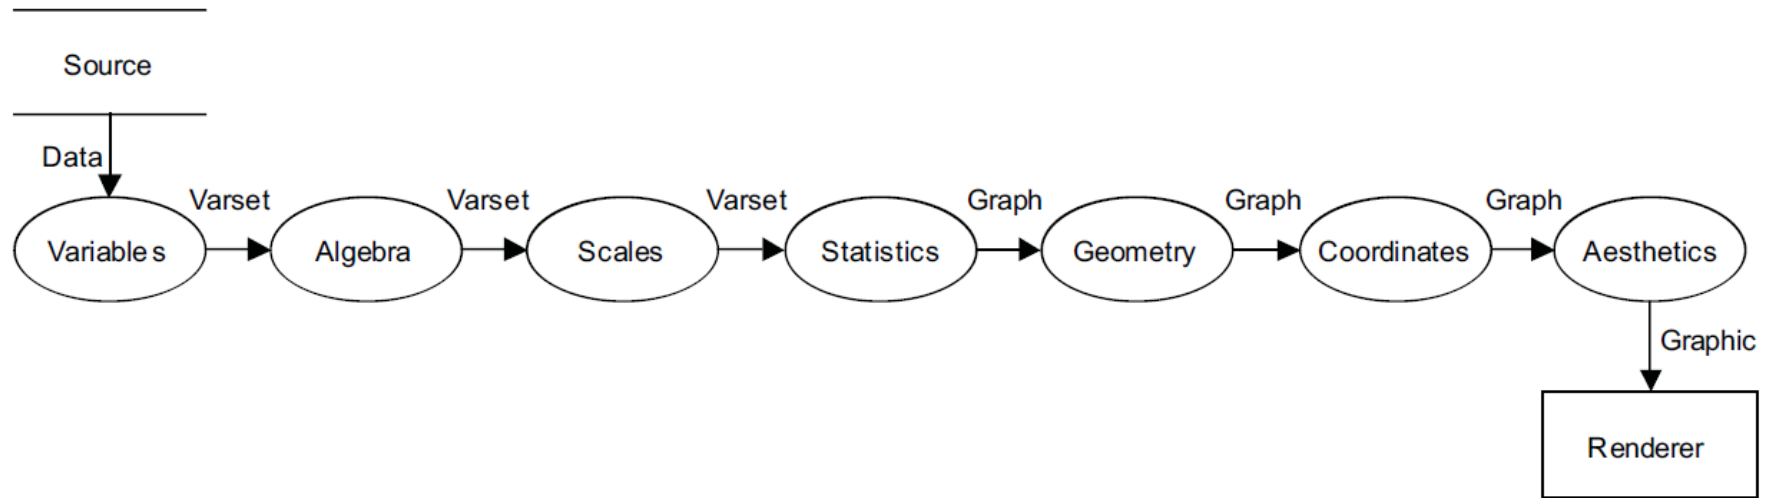 Source
Data
Varset
Varset
Varset
Graph
Graph
Graph
Variables
Algebra
Scales
Statistics
Geometry
Coordinates
Aesthetics
Graphic
Renderer